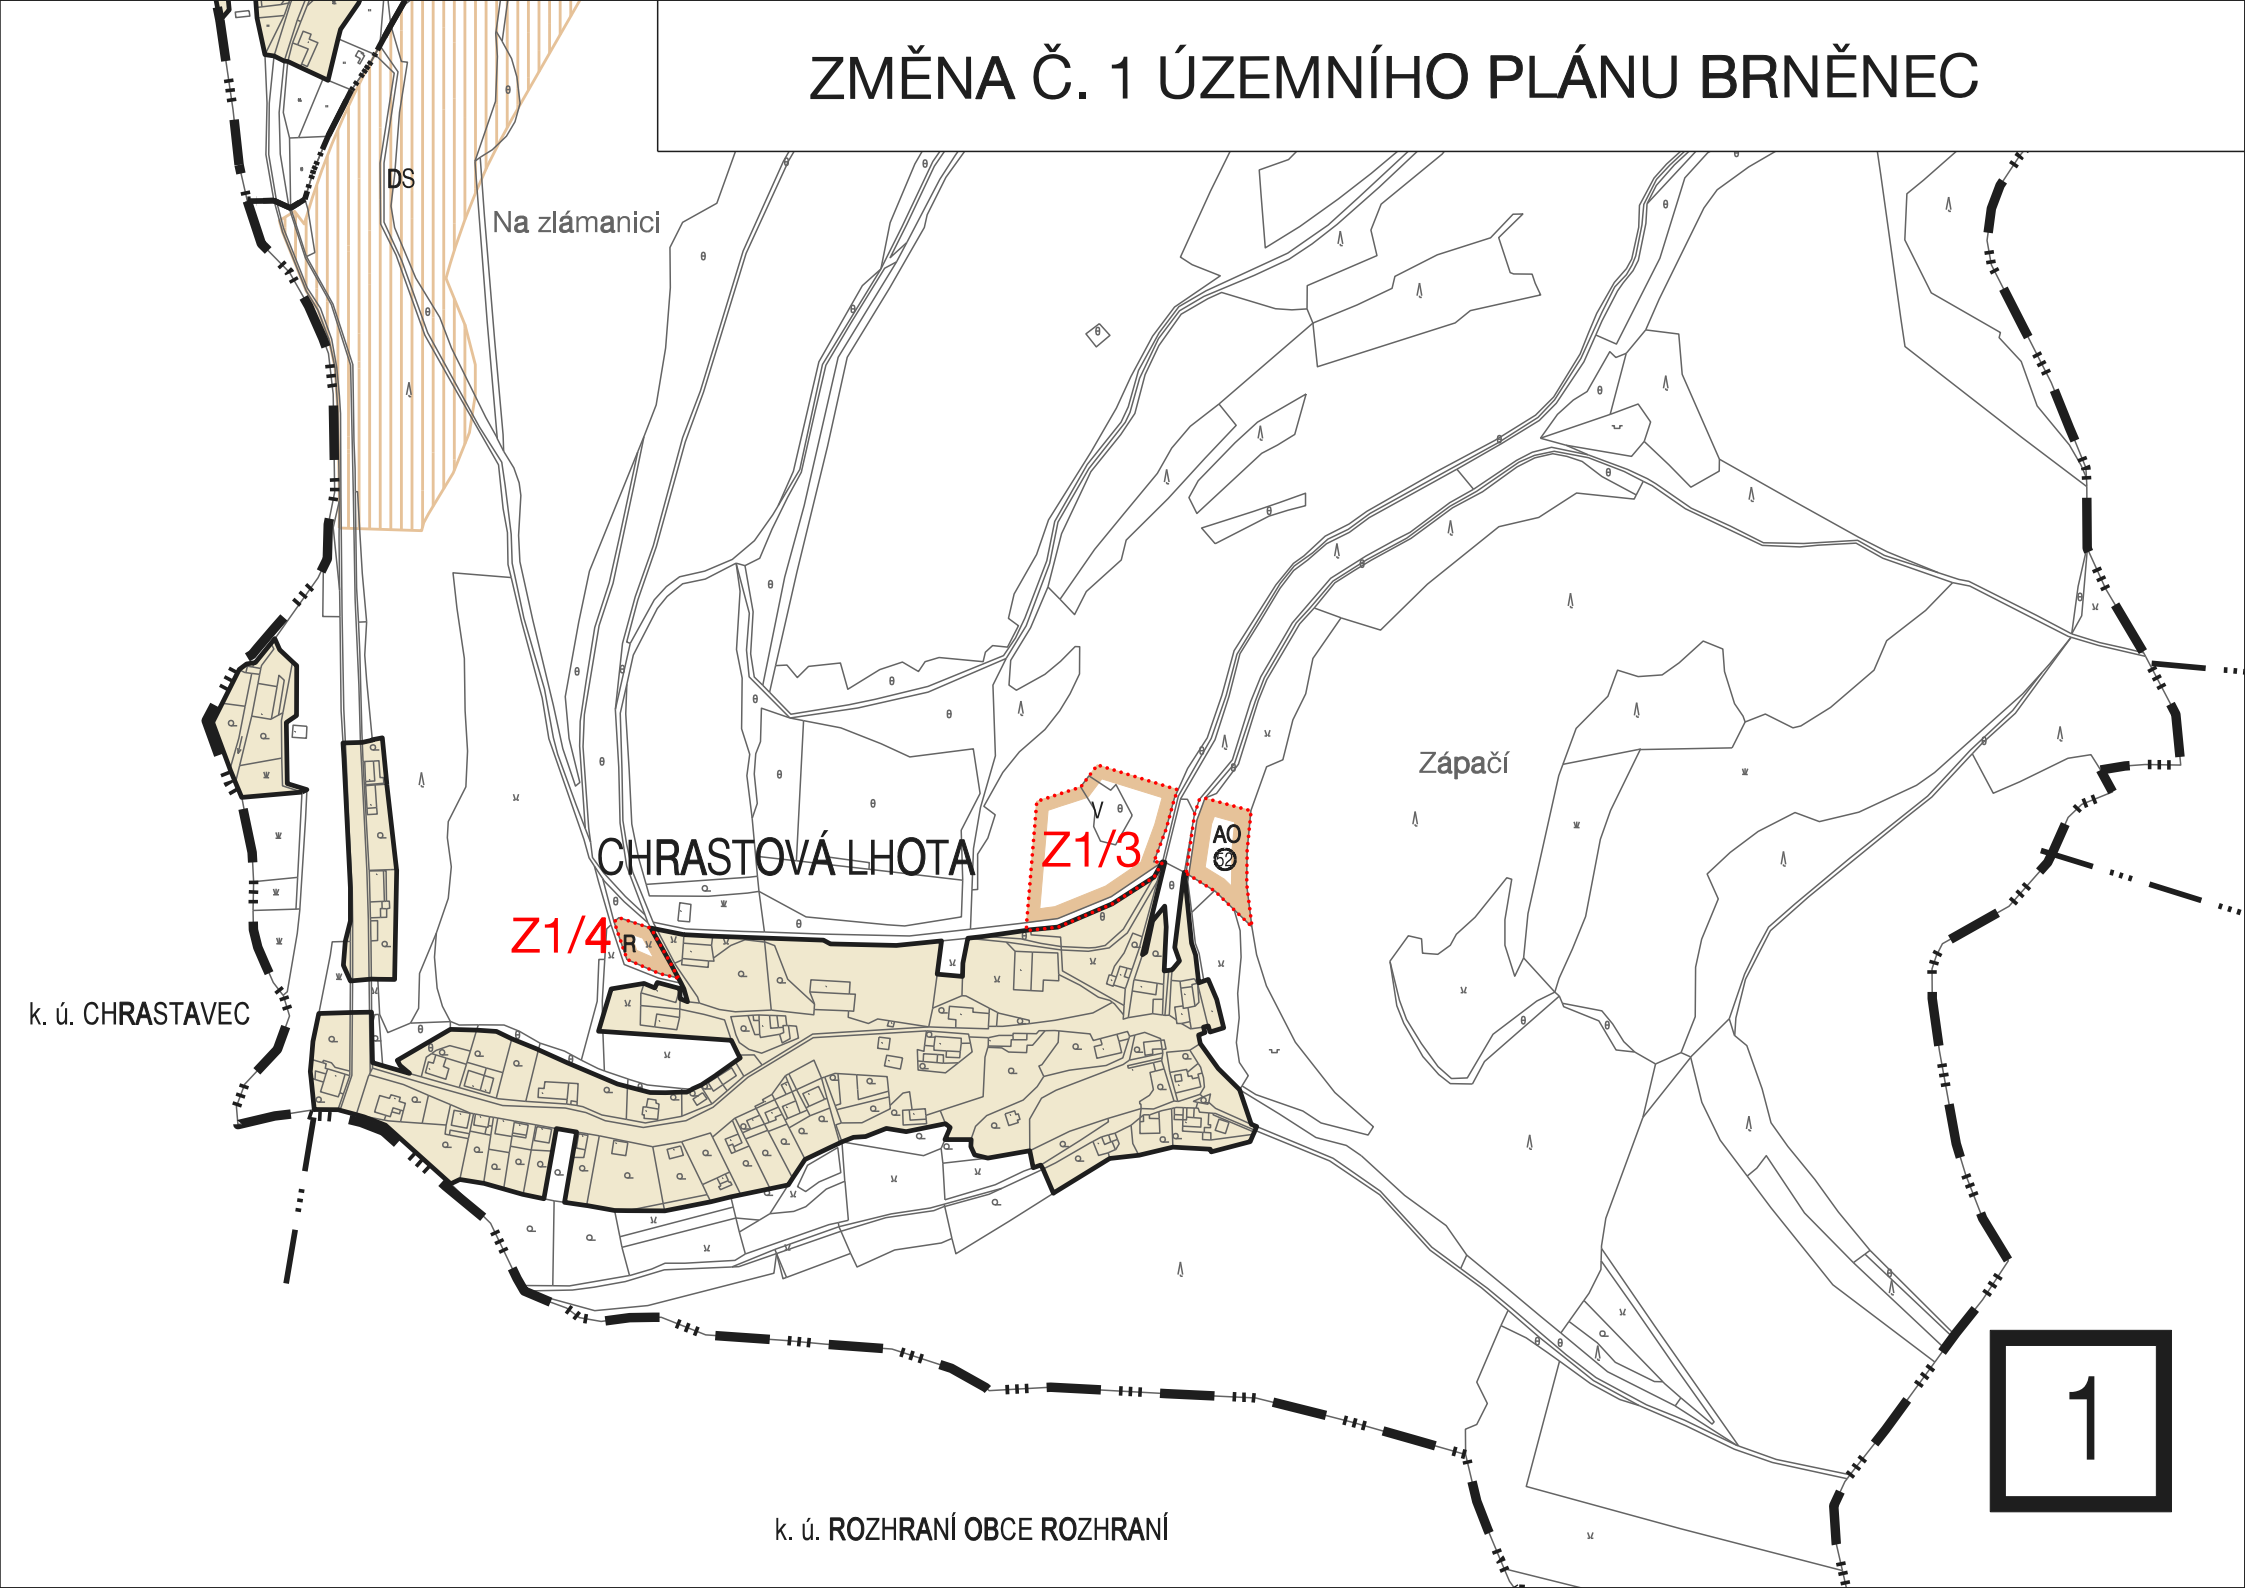 ZMĚNA Č. 1 ÚZEMNÍHO PLÁNU BRNĚNEC
DS
Na zlámanici
Zápačí
V
Z1/3
AO
52
CHRASTOVÁ LHOTA
Z1/4
R
k. ú. CHRASTAVEC
1
k. ú. ROZHRANÍ OBCE ROZHRANÍ